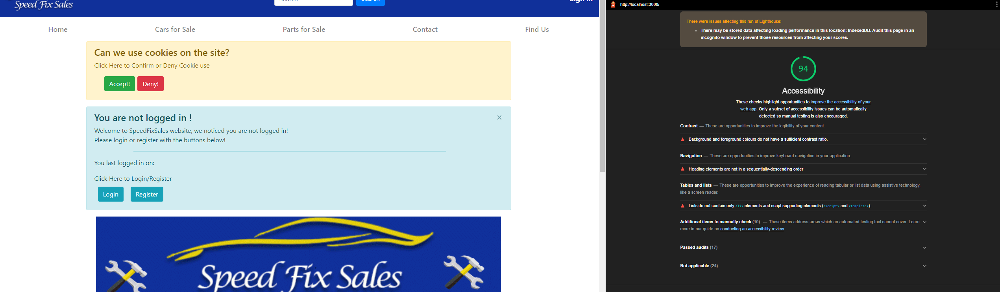 Speed Fix Sales
Search
Search
Sign in
Home
Cars for Sale
Parts for Sale
Contact
Find Us
Can we use cookies on the site?
Click Here to Confirm or Deny Cookie use
Accept!
Deny!
You are not logged in !
×
Welcome to SpeedFixSales website, we noticed you are not logged in!
Please login or register with the buttons below!
You last logged in on:
Click Here to Login/Register
Login
Register
Speed Fix Sales
http://localhost:3000/
There were issues affecting this run of Lighthouse:
• There may be stored data affecting loading performance in this location: IndexedDB. Audit this page in an
incognito window to prevent those resources from affecting your scores.
94
Accessibility
These checks highlight opportunities to improve the accessibility of your
web app. Only a subset of accessibility issues can be automatically
detected so manual testing is also encouraged.
Contrast — These are opportunities to improve the legibility of your content.
Background and foreground colours do not have a sufficient contrast ratio.
Navigation — These are opportunities to improve keyboard navigation in your application.
Heading elements are not in a sequentially-descending order
Tables and lists — These are opportunities to improve the experience of reading tabular or list data using assistive technology,
like a screen reader.
Lists do not contain only <li> elements and script supporting elements (<script> and <template>).
Additional items to manually check (10) — These items address areas which an automated testing tool cannot cover. Learn
more in our guide on conducting an accessibility review.
Passed audits (17)
Not applicable (24)